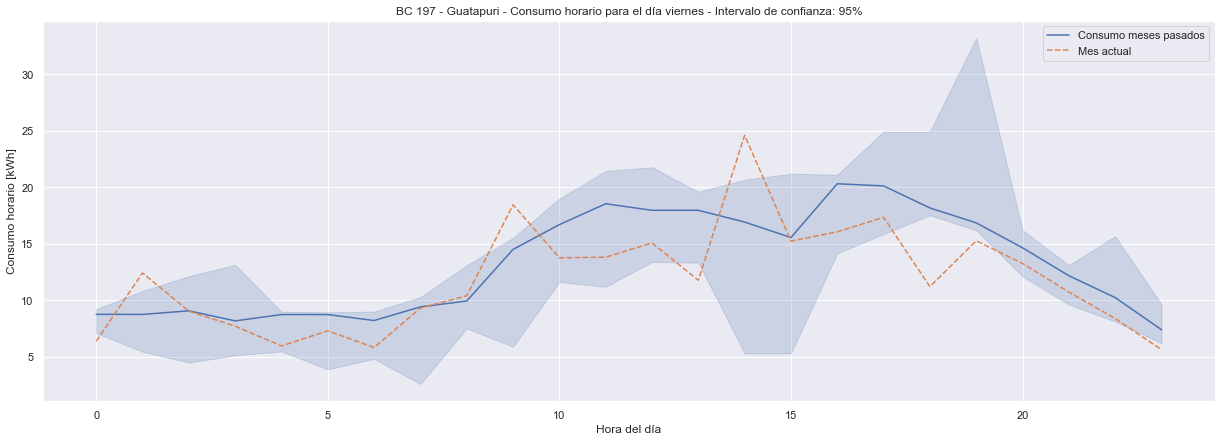 BC 197 - Guatapuri - Consumo horario para el día viernes - Intervalo de confianza: 95%
Consumo meses pasados
Mes actual
Consumo horario [kWh]
30
25
20
15
10
5
0
5
10
15
20
Hora del día